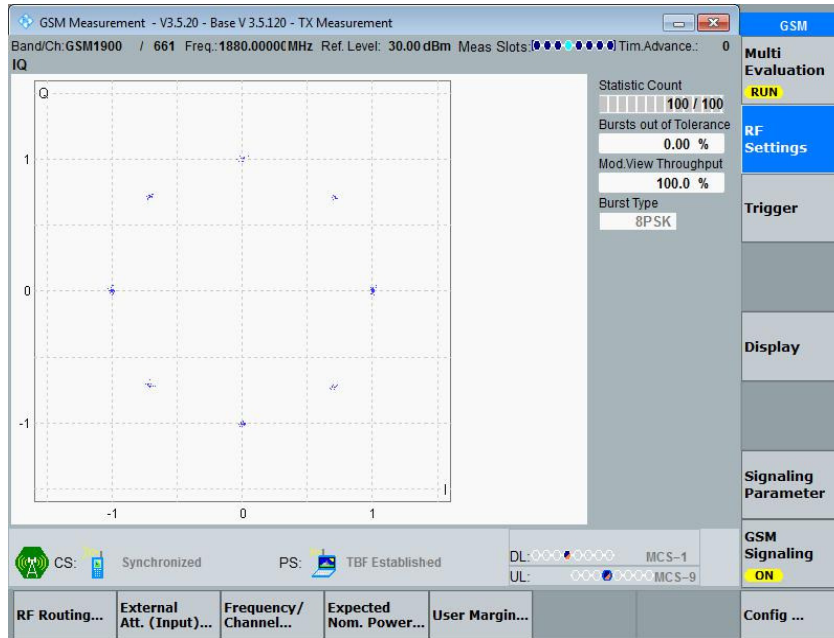 GSM Measurement - V3.5.20 - Base V 3.5.120 - TX Measurement
GSM
Band/Ch: GSM1900 / 661 Freq.: 1880.0000 MHz Ref. Level: 30.00 dBm Meas Slots: Tim.Advance.: 0
IQ
Q
1
0
-1
I
-1 0 1
Statistic Count
100 / 100
Bursts out of Tolerance
0.00 %
Mod.View Throughput
100.0 %
Burst Type
8PSK
Multi
Evaluation
RUN
RF
Settings
Trigger
Display
Signaling
Parameter
GSM
Signaling
ON
CS: Synchronized PS: TBF Established
DL: MCS-1
UL: MCS-9
RF Routing...
External
Att. (Input)...
Frequency/
Channel...
Expected
Nom. Power...
User Margin...
Config ...